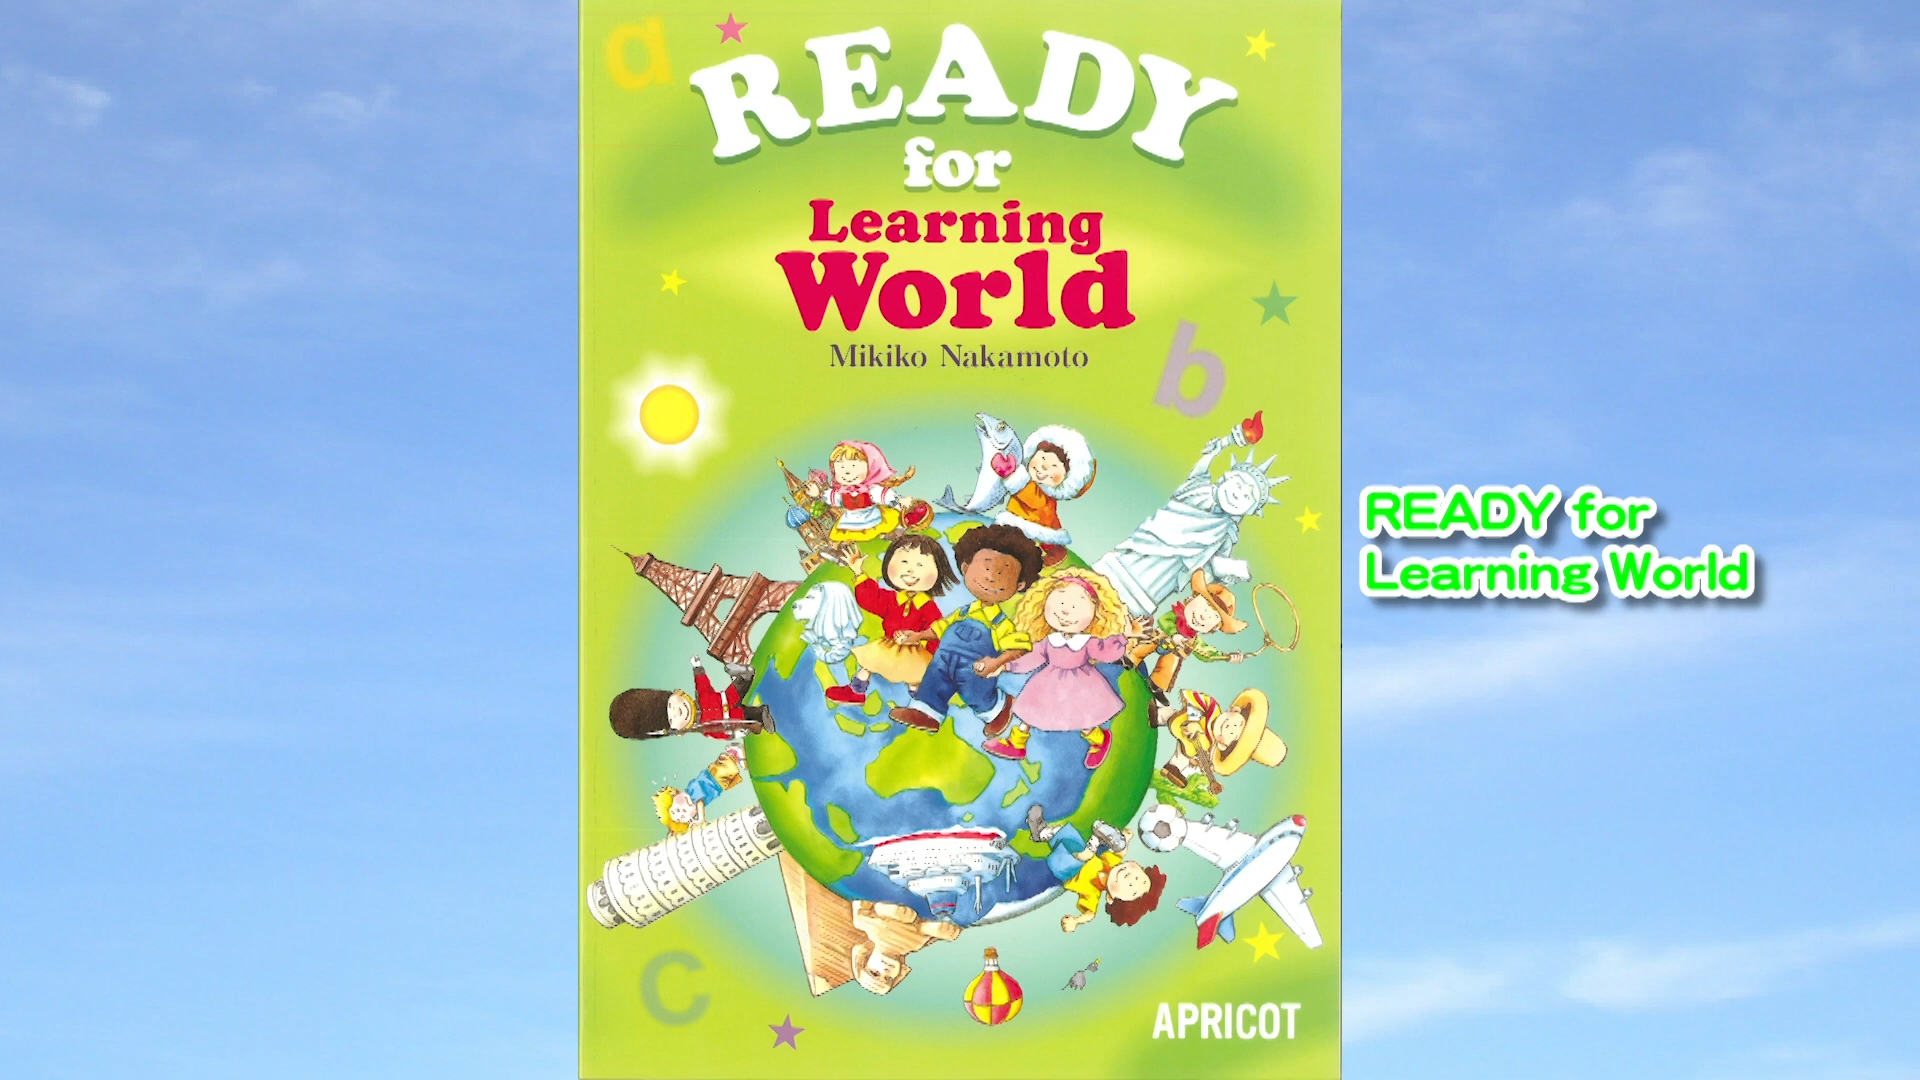 a
READY
for
Learning
World
Mikiko Nakamoto
b
READY for
Learning World
c
APRICOT